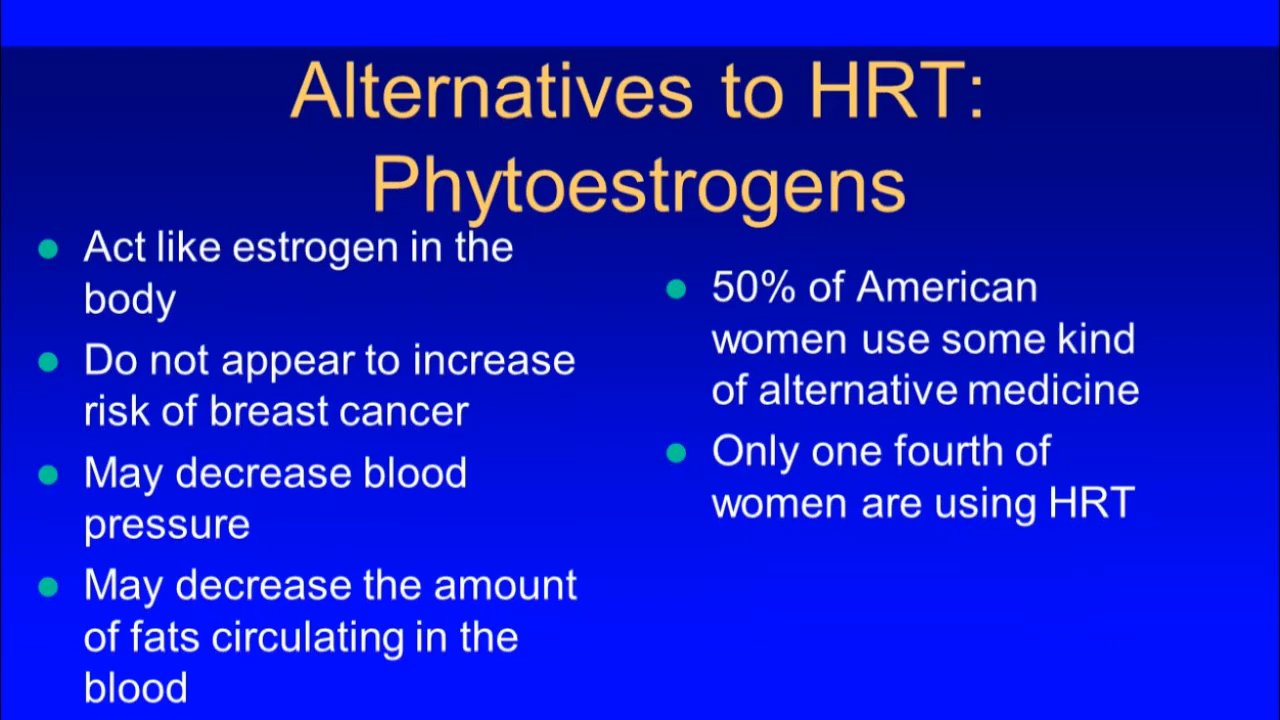 Alternatives to HRT:
Phytoestrogens
Act like estrogen in the
body
Do not appear to increase
risk of breast cancer
May decrease blood
pressure
May decrease the amount
of fats circulating in the
blood
50% of American
women use some kind
of alternative medicine
Only one fourth of
women are using HRT